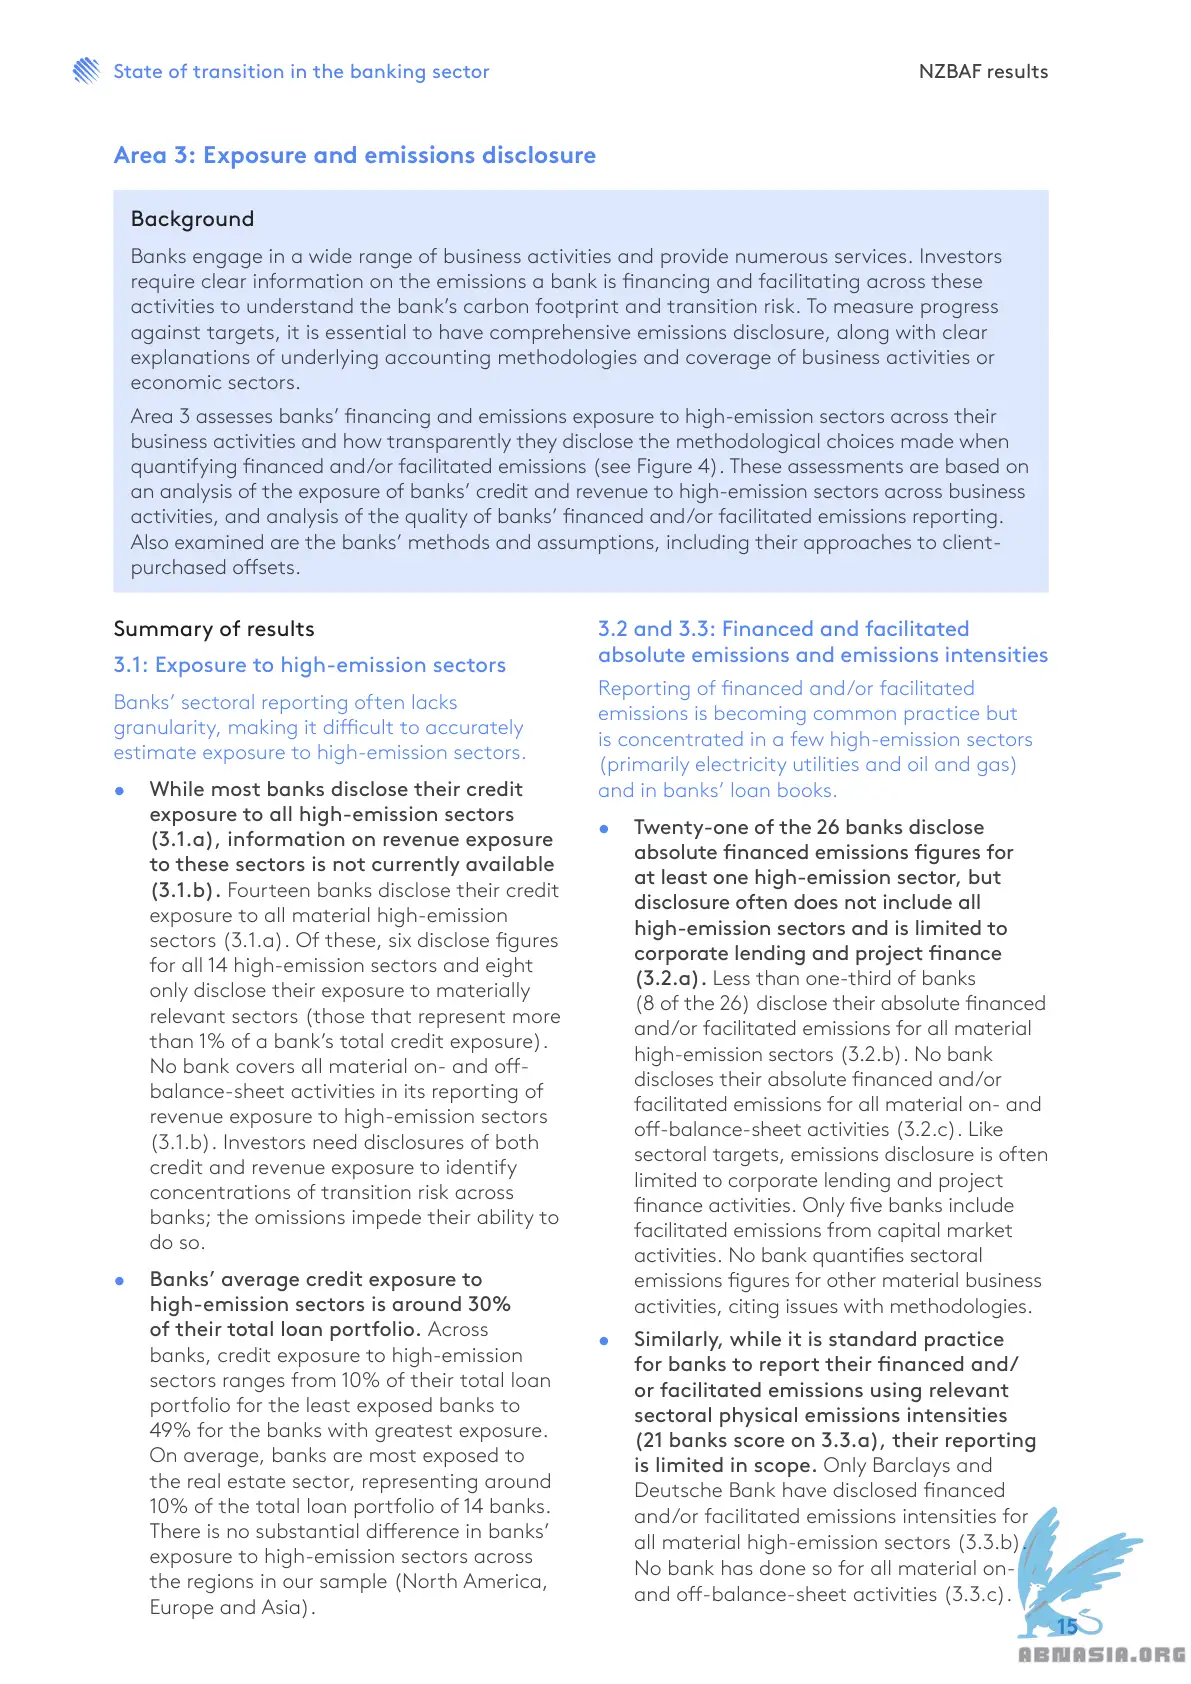 State of transition in the banking sector
NZBAF results
Area 3: Exposure and emissions disclosure
Background
Banks engage in a wide range of business activities and provide numerous services. Investors
require clear information on the emissions a bank is financing and facilitating across these
activities to understand the bank's carbon footprint and transition risk. To measure progress
against targets, it is essential to have comprehensive emissions disclosure, along with clear
explanations of underlying accounting methodologies and coverage of business activities or
economic sectors.
Area 3 assesses banks' financing and emissions exposure to high-emission sectors across their
business activities and how transparently they disclose the methodological choices made when
quantifying financed and/or facilitated emissions (see Figure 4). These assessments are based on
an analysis of the exposure of banks' credit and revenue to high-emission sectors across business
activities, and analysis of the quality of banks' financed and/or facilitated emissions reporting.
Also examined are the banks' methods and assumptions, including their approaches to client-
purchased offsets.
Summary of results
3.1: Exposure to high-emission sectors
Banks' sectoral reporting often lacks
granularity, making it difficult to accurately
estimate exposure to high-emission sectors.
● While most banks disclose their credit
exposure to all high-emission sectors
(3.1.a), information on revenue exposure
to these sectors is not currently available
(3.1.b). Fourteen banks disclose their credit
exposure to all material high-emission
sectors (3.1.a). Of these, six disclose figures
for all 14 high-emission sectors and eight
only disclose their exposure to materially
relevant sectors (those that represent more
than 1% of a bank's total credit exposure).
No bank covers all material on- and off-
balance-sheet activities in its reporting of
revenue exposure to high-emission sectors
(3.1.b). Investors need disclosures of both
credit and revenue exposure to identify
concentrations of transition risk across
banks; the omissions impede their ability to
do so.
● Banks' average credit exposure to
high-emission sectors is around 30%
of their total loan portfolio. Across
banks, credit exposure to high-emission
sectors ranges from 10% of their total loan
portfolio for the least exposed banks to
49% for the banks with greatest exposure.
On average, banks are most exposed to
the real estate sector, representing around
10% of the total loan portfolio of 14 banks.
There is no substantial difference in banks'
exposure to high-emission sectors across
the regions in our sample (North America,
Europe and Asia).
3.2 and 3.3: Financed and facilitated
absolute emissions and emissions intensities
Reporting of financed and/or facilitated
emissions is becoming common practice but
is concentrated in a few high-emission sectors
(primarily electricity utilities and oil and gas)
and in banks' loan books.
● Twenty-one of the 26 banks disclose
absolute financed emissions figures for
at least one high-emission sector, but
disclosure often does not include all
high-emission sectors and is limited to
corporate lending and project finance
(3.2.a). Less than one-third of banks
(8 of the 26) disclose their absolute financed
and/or facilitated emissions for all material
high-emission sectors (3.2.b). No bank
discloses their absolute financed and/or
facilitated emissions for all material on- and
off-balance-sheet activities (3.2.c). Like
sectoral targets, emissions disclosure is often
limited to corporate lending and project
finance activities. Only five banks include
facilitated emissions from capital market
activities. No bank quantifies sectoral
emissions figures for other material business
activities, citing issues with methodologies.
● Similarly, while it is standard practice
for banks to report their financed and/
or facilitated emissions using relevant
sectoral physical emissions intensities
(21 banks score on 3.3.a), their reporting
is limited in scope. Only Barclays and
Deutsche Bank have disclosed financed
and/or facilitated emissions intensities for
all material high-emission sectors (3.3.b).
No bank has done so for all material on-
and off-balance-sheet activities (3.3.c).
15
ABNASIA.ORG